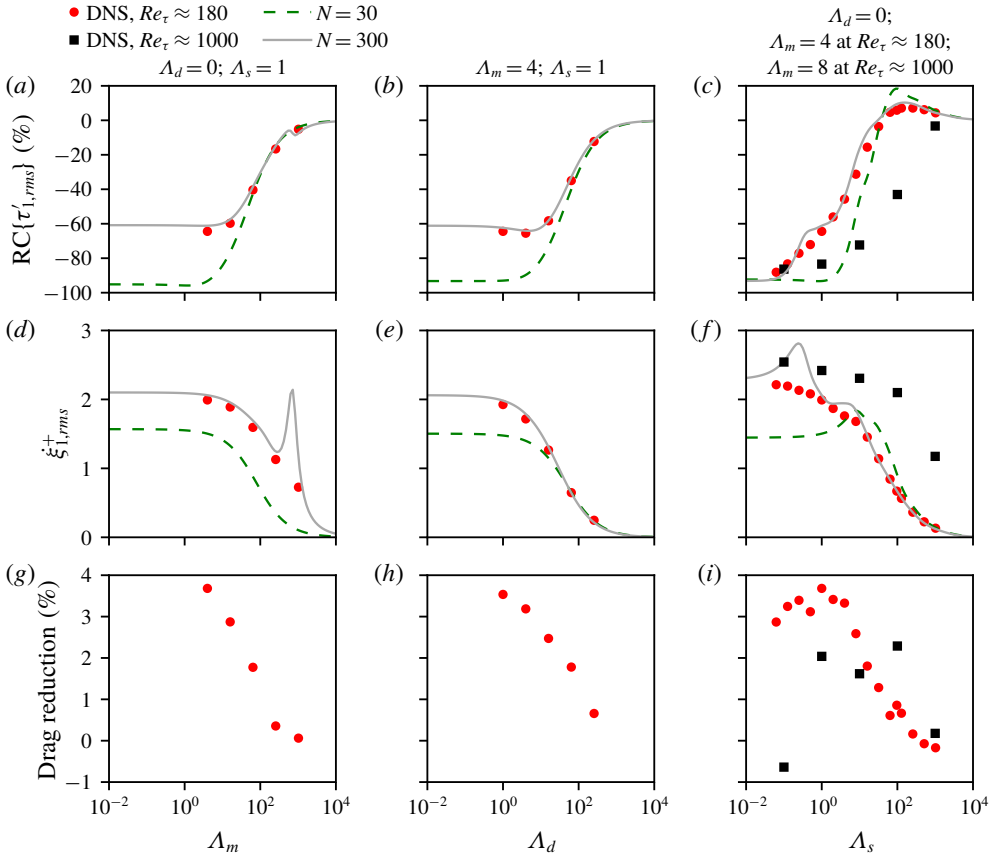 DNS, Reτ ≈ 180
N = 30
DNS, Reτ ≈ 1000
N = 300
Λd = 0; Λs = 1
Λm = 4; Λs = 1
Λd = 0;
Λm = 4 at Reτ ≈ 180;
Λm = 8 at Reτ ≈ 1000
(a)
(b)
(c)
RC{τ′1,rms} (%)
20
0
−20
−40
−60
−80
−100
(d)
(e)
(f)
ξ̇+1,rms
3
2
1
0
(g)
(h)
(i)
Drag reduction (%)
4
3
2
1
0
−1
10−2 100 102 104
10−2 100 102 104
10−2 100 102 104
Λm
Λd
Λs